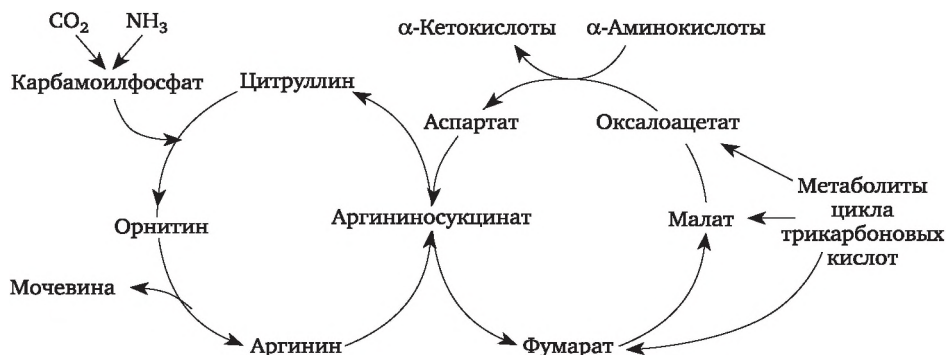 CO₂ NH₃
α-Кетокислоты α-Аминокислоты
Карбамоилфосфат Цитруллин
Аспартат Оксалоацетат
Метаболиты
цикла
трикарбоновых
кислот
Орнитин Аргининосукцинат Малат
Мочевина
Аргинин Фумарат